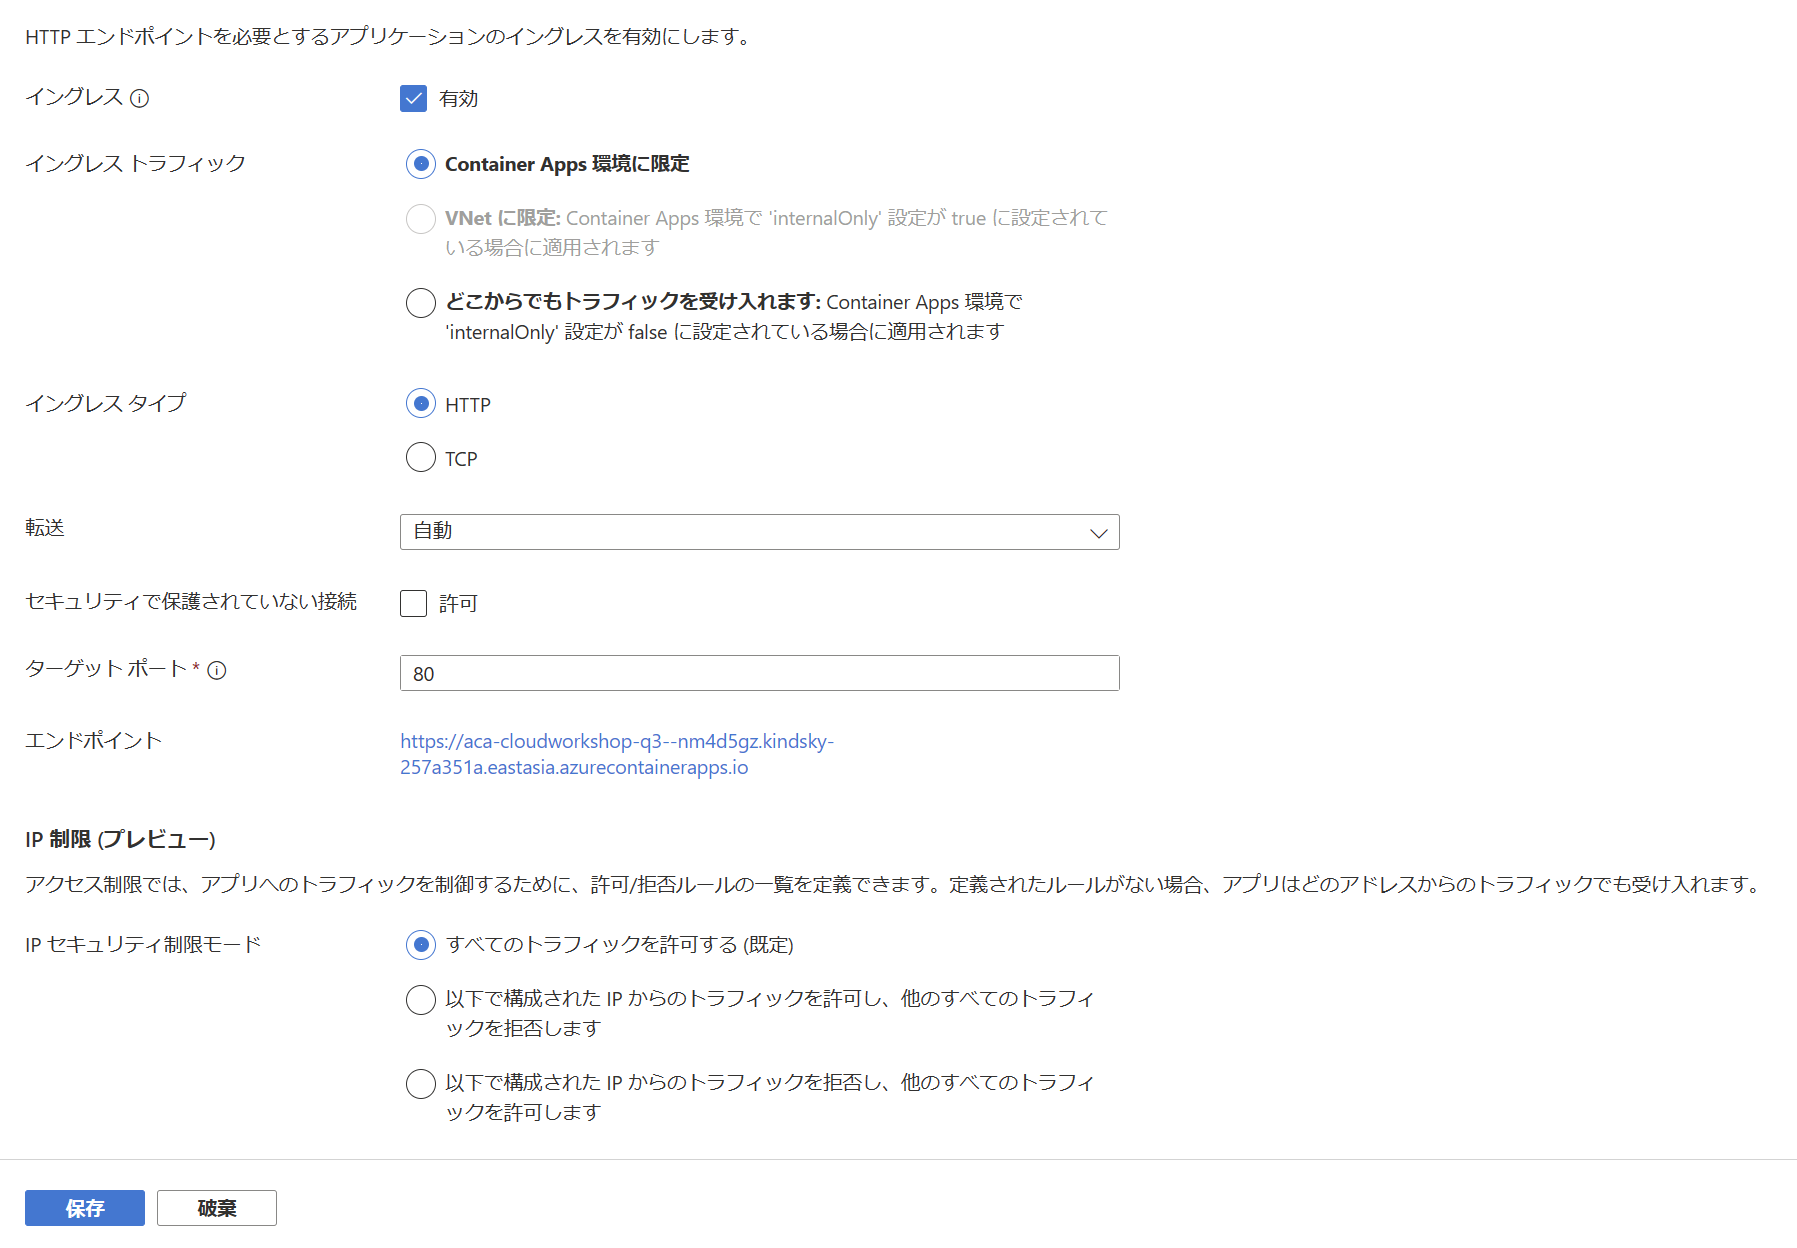 HTTP エンドポイントを必要とするアプリケーションのイングレスを有効にします。
イングレス
有効
イングレス トラフィック
Container Apps 環境に限定
VNet に限定: Container Apps 環境で 'internalOnly' 設定が true に設定されて
いる場合に適用されます
どこからでもトラフィックを受け入れます: Container Apps 環境で
'internalOnly' 設定が false に設定されている場合に適用されます
イングレス タイプ
HTTP
TCP
転送
自動
セキュリティで保護されていない接続
許可
ターゲット ポート *
80
エンドポイント
https://aca-cloudworkshop-q3--nm4d5gz.kindsky-
257a351a.eastasia.azurecontainerapps.io
IP 制限 (プレビュー)
アクセス制限では、アプリへのトラフィックを制御するために、許可/拒否ルールの一覧を定義できます。定義されたルールがない場合、アプリはどのアドレスからのトラフィックでも受け入れます。
IP セキュリティ制限モード
すべてのトラフィックを許可する (既定)
以下で構成された IP からのトラフィックを許可し、他のすべてのトラフィ
ックを拒否します
以下で構成された IP からのトラフィックを拒否し、他のすべてのトラフィ
ックを許可します
保存
破棄